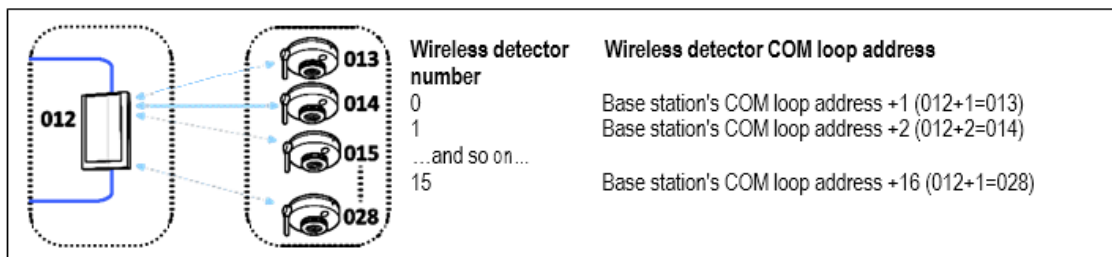 012
013
014
015
028
Wireless detector number
Wireless detector COM loop address
0
Base station's COM loop address +1 (012+1=013)
1
Base station's COM loop address +2 (012+2=014)
…and so on...
15
Base station's COM loop address +16 (012+1=028)